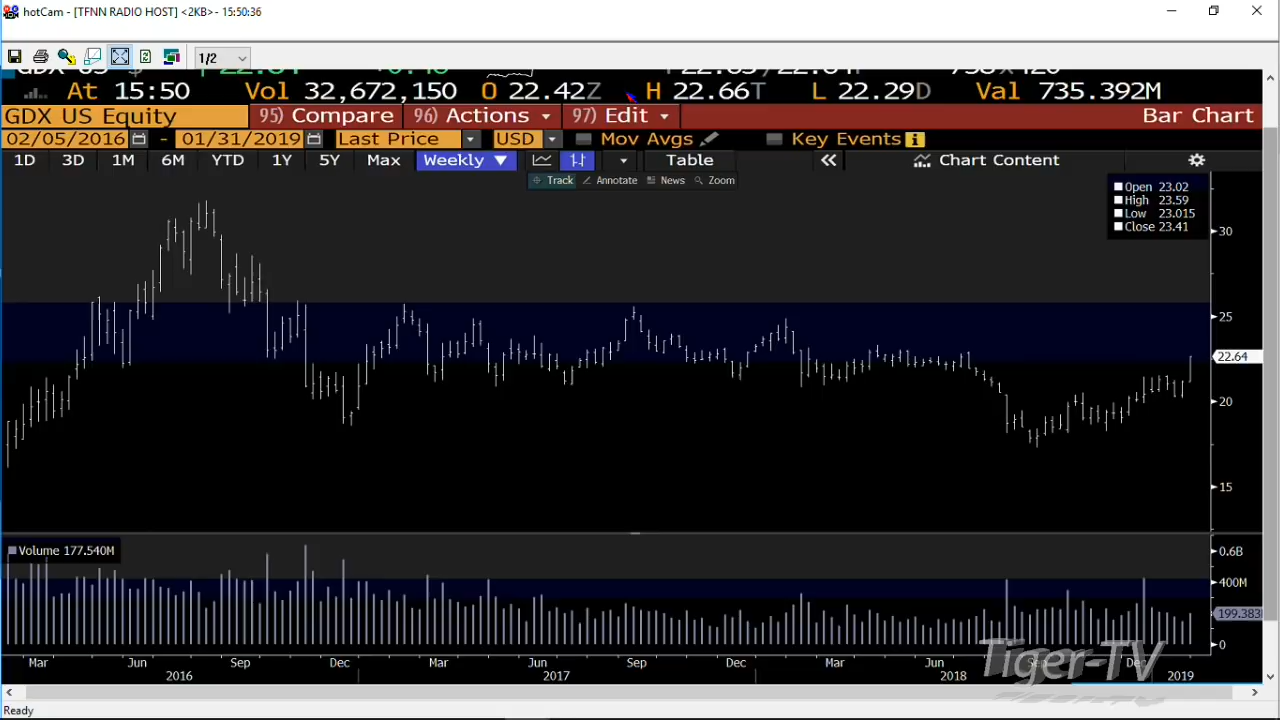 hotCam - [TFNN RADIO HOST] <2KB>- 15:50:36
1/2
At 15:50 Vol 32,672,150 O 22.42Z H 22.66T L 22.29D Val 735.392M
GDX US Equity 95) Compare 96) Actions 97) Edit Bar Chart
02/05/2016 - 01/31/2019 Last Price USD Mov Avgs Key Events
1D 3D 1M 6M YTD 1Y 5Y Max Weekly ▼ Table « Chart Content
Track Annotate News Zoom
Open 23.02
High 23.59
Low 23.015
Close 23.41
30
25
22.64
20
15
Volume 177.540M
0.6B
400M
199.383
0
Mar Jun Sep Dec Mar Jun Sep Dec Mar Jun Sep Dec
2016 2017 2018 2019
Tiger-TV
Ready